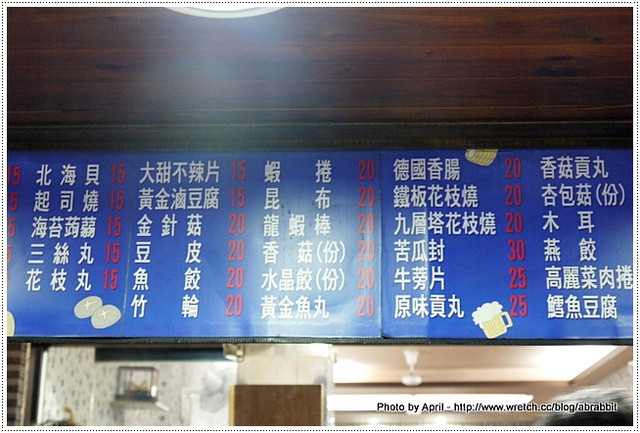 15 北海貝 15 大甜不辣片 15 蝦捲 20 德國香腸 20 香菇貢丸
5 起司燒 15 黃金滷豆腐 15 昆布 20 鐵板花枝燒 20 杏包菇(份)
5 海苔蒟蒻 15 金針菇 20 龍蝦棒 20 九層塔花枝燒 20 木耳
5 三絲丸 15 豆皮 20 香菇(份) 20 苦瓜封 30 燕餃
花枝丸 15 魚餃 20 水晶餃(份) 20 牛蒡片 25 高麗菜肉捲
竹輪 20 黃金魚丸 20 原味貢丸 25 鱈魚豆腐
Photo by April - http://www.wretch.cc/blog/abrabbit